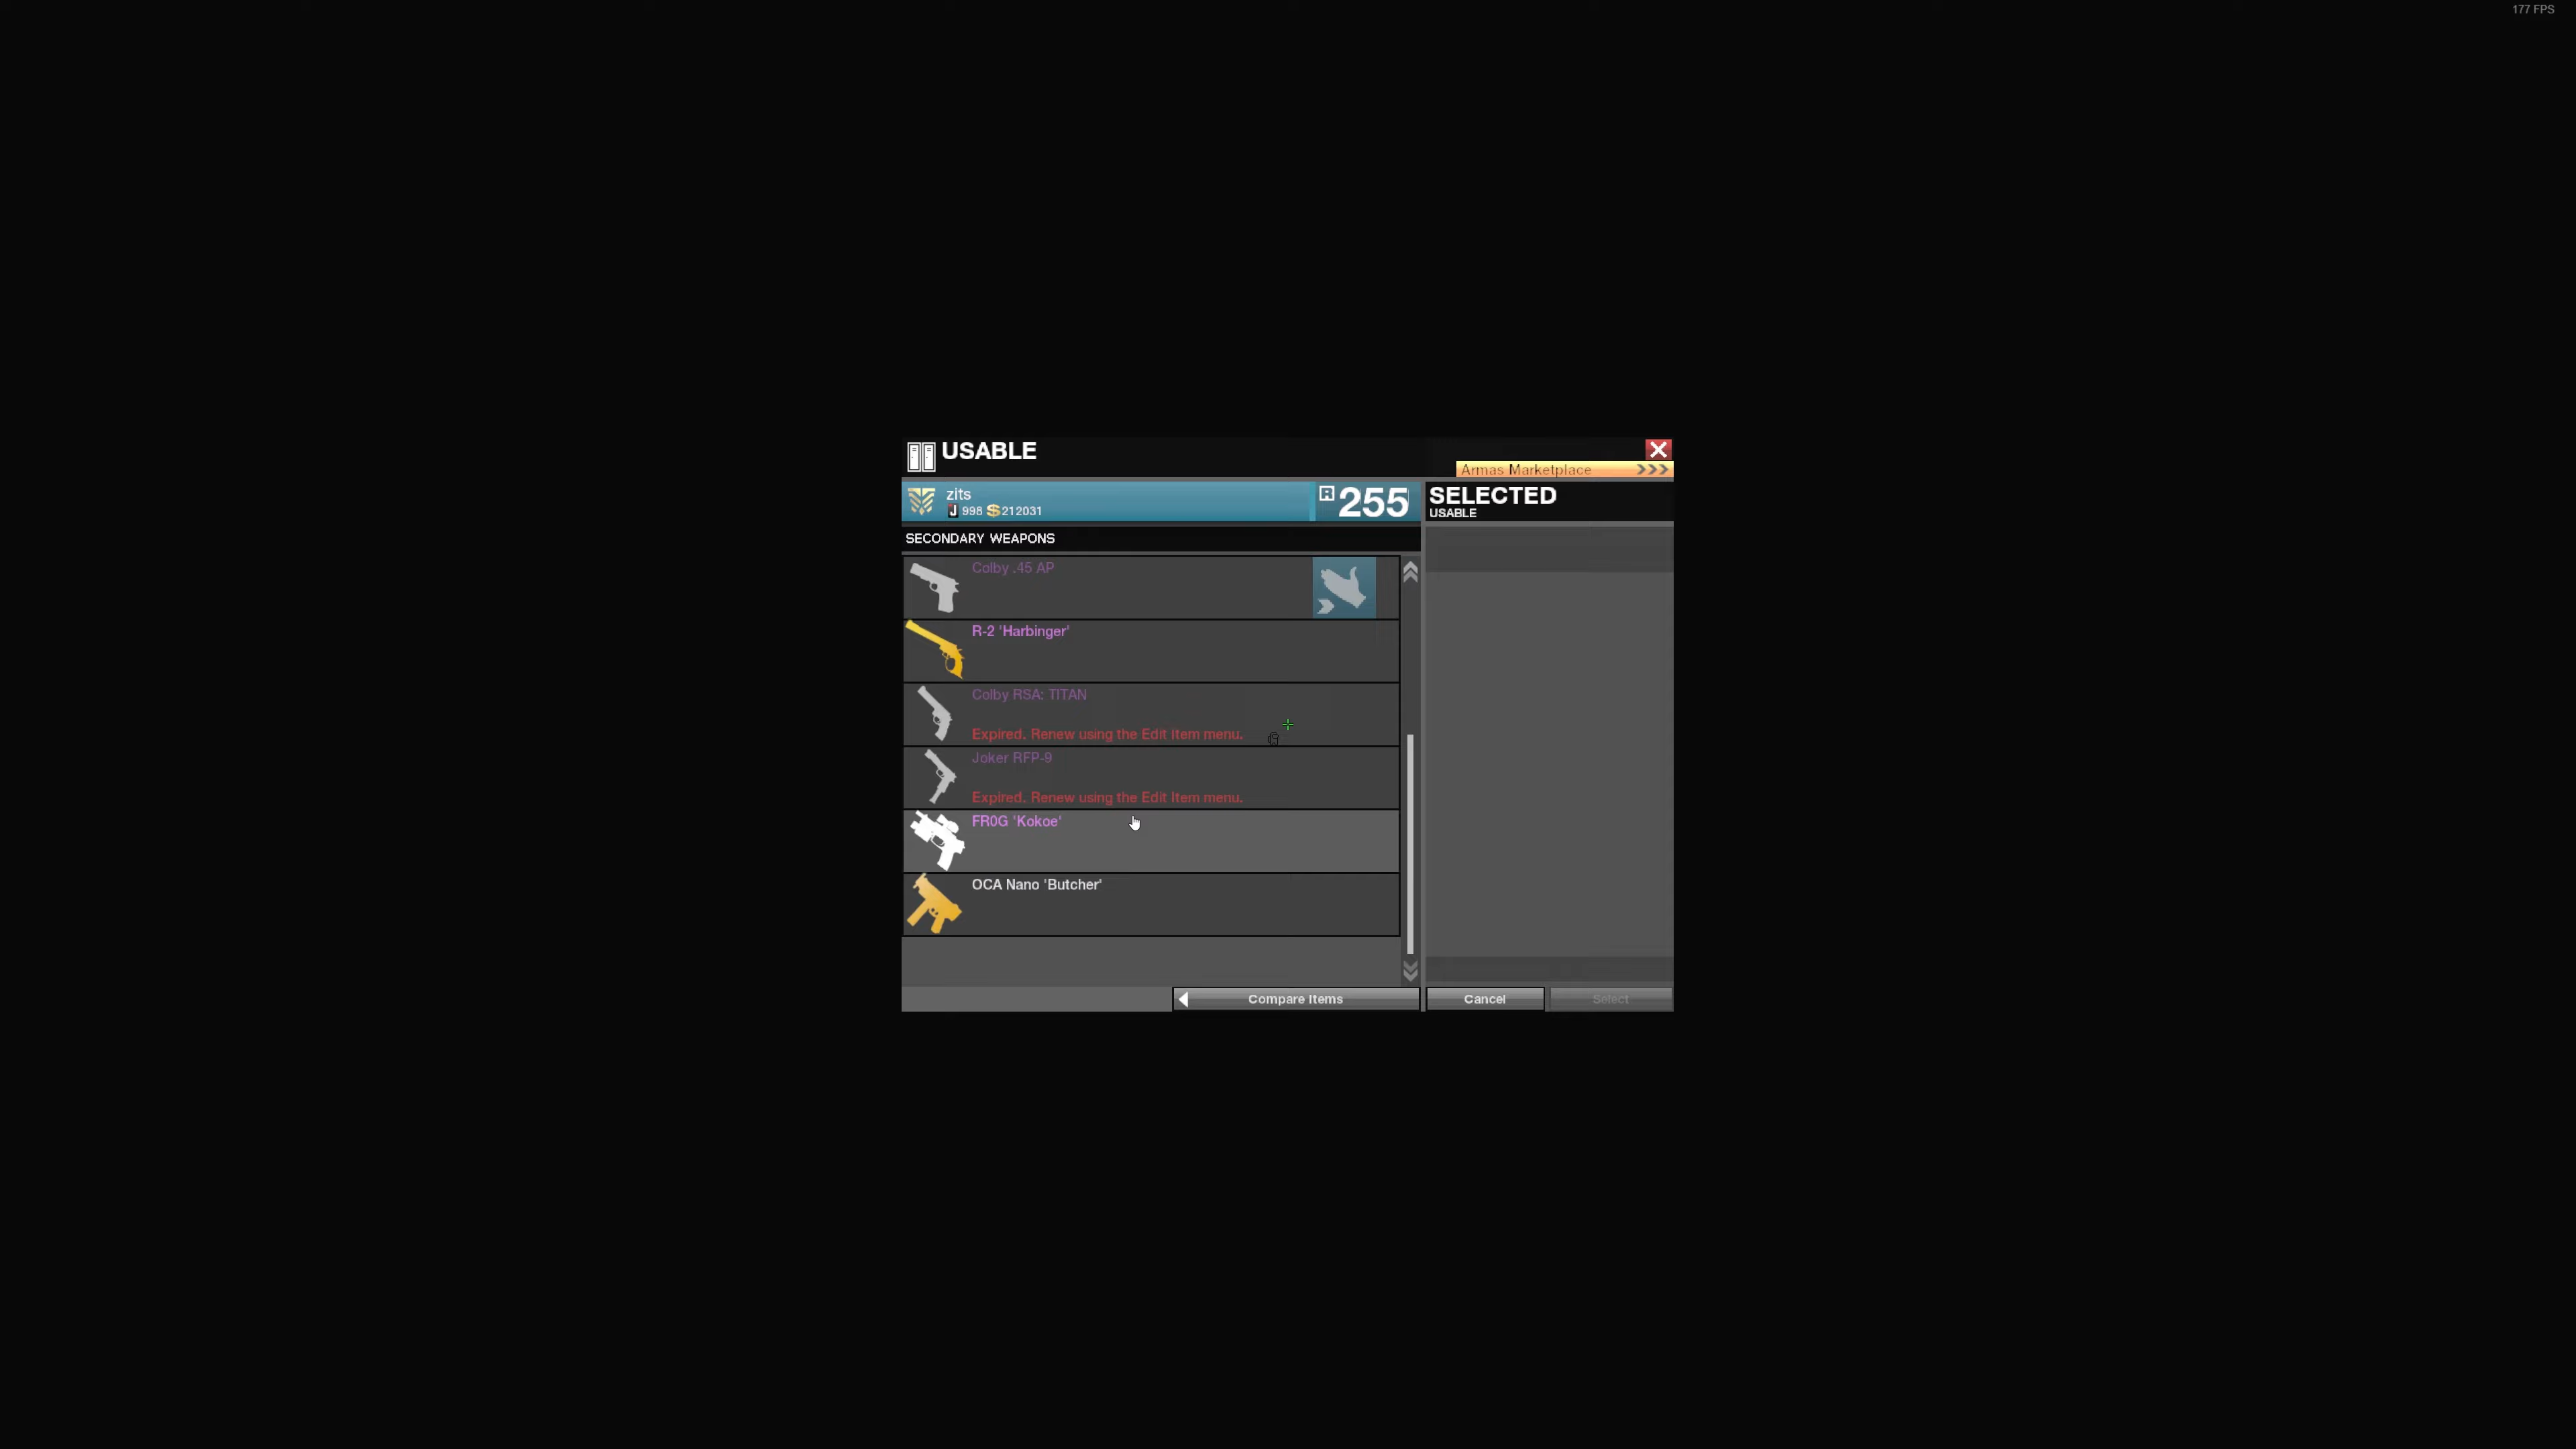 177 FPS
USABLE
Armas Marketplace
zits
J 998 $212031
R 255
SELECTED
USABLE
SECONDARY WEAPONS
Colby .45 AP
R-2 'Harbinger'
Colby RSA: TITAN
Expired. Renew using the Edit Item menu.
Joker RFP-9
Expired. Renew using the Edit Item menu.
FR0G 'Kokoe'
OCA Nano 'Butcher'
Compare Items
Cancel
Select